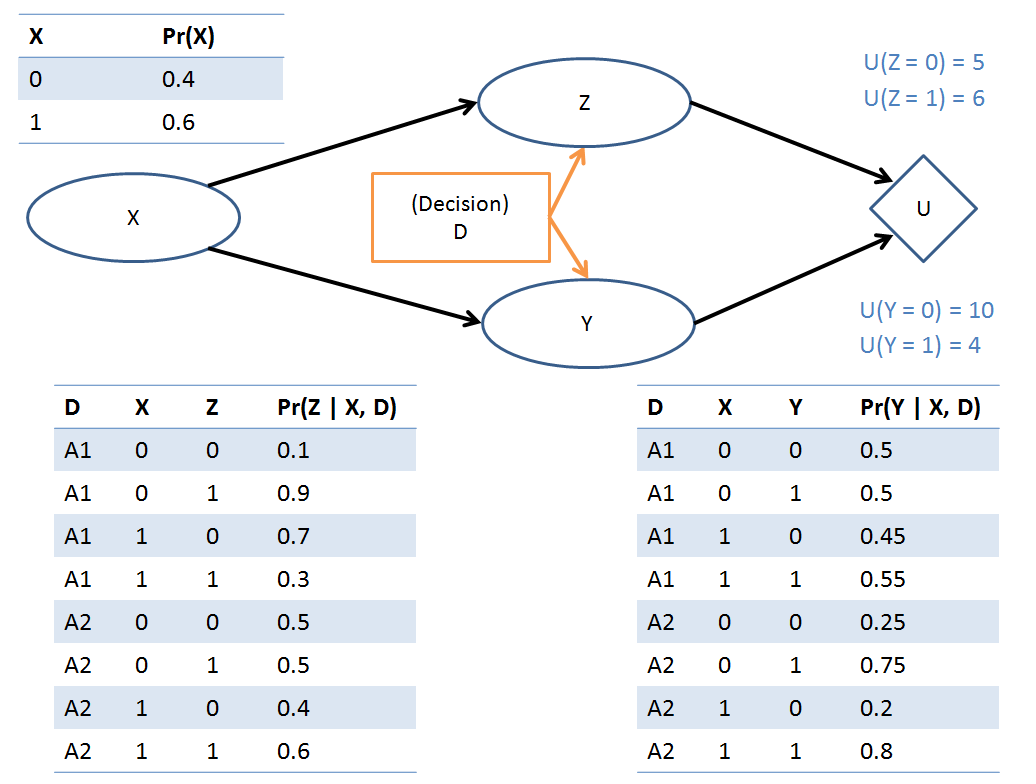 X Pr(X)
0 0.4
1 0.6
Z
U(Z = 0) = 5
U(Z = 1) = 6
X
(Decision)
D
U
Y
U(Y = 0) = 10
U(Y = 1) = 4
D X Z Pr(Z | X, D)
A1 0 0 0.1
A1 0 1 0.9
A1 1 0 0.7
A1 1 1 0.3
A2 0 0 0.5
A2 0 1 0.5
A2 1 0 0.4
A2 1 1 0.6
D X Y Pr(Y | X, D)
A1 0 0 0.5
A1 0 1 0.5
A1 1 0 0.45
A1 1 1 0.55
A2 0 0 0.25
A2 0 1 0.75
A2 1 0 0.2
A2 1 1 0.8